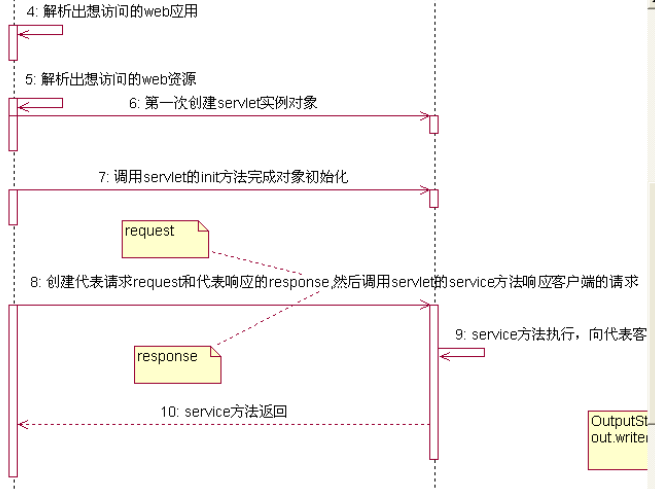 4: 解析出想访问的web应用
5: 解析出想访问的web资源
6: 第一次创建servlet实例对象
7: 调用servlet的init方法完成对象初始化
request
8: 创建代表请求request和代表响应的response,然后调用servlet的service方法响应客户端的请求
9: service方法执行，向代表客
response
10: service方法返回
OutputSt
out.write